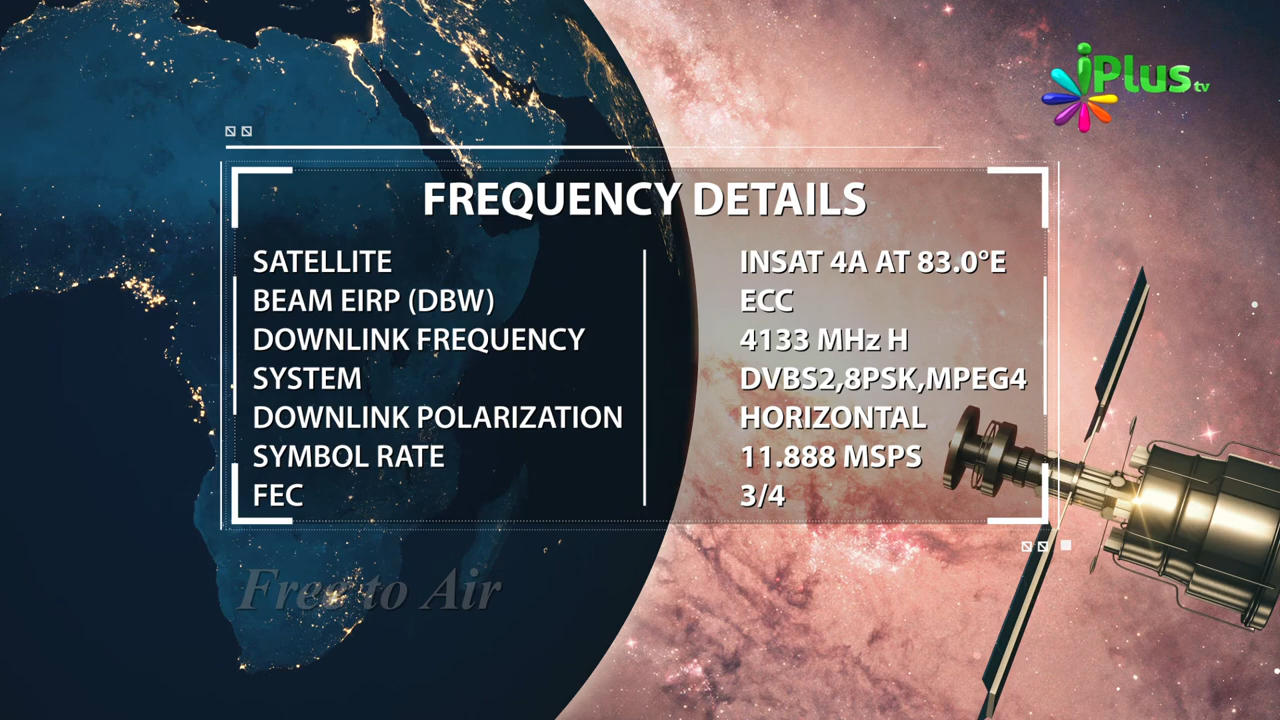 iPlus tv
FREQUENCY DETAILS
SATELLITE INSAT 4A AT 83.0°E
BEAM EIRP (DBW) ECC
DOWNLINK FREQUENCY 4133 MHz H
SYSTEM DVBS2,8PSK,MPEG4
DOWNLINK POLARIZATION HORIZONTAL
SYMBOL RATE 11.888 MSPS
FEC 3/4
Free to Air